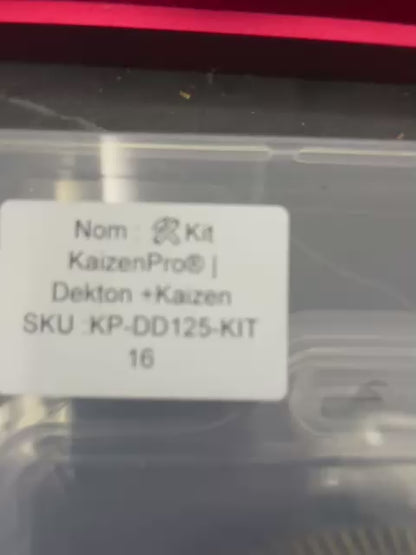 Nom : 🛠Kit
KaizenPro® |
Dekton +Kaizen
SKU :KP-DD125-KIT
16